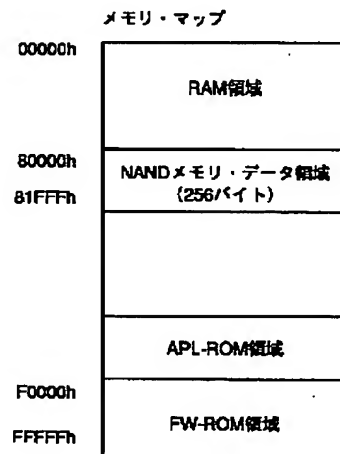 メモリ・マップ
00000h
RAM領域
80000h
NANDメモリ・データ領域
81FFFh
(256バイト)
APL-ROM領域
F0000h
FW-ROM領域
FFFFFh